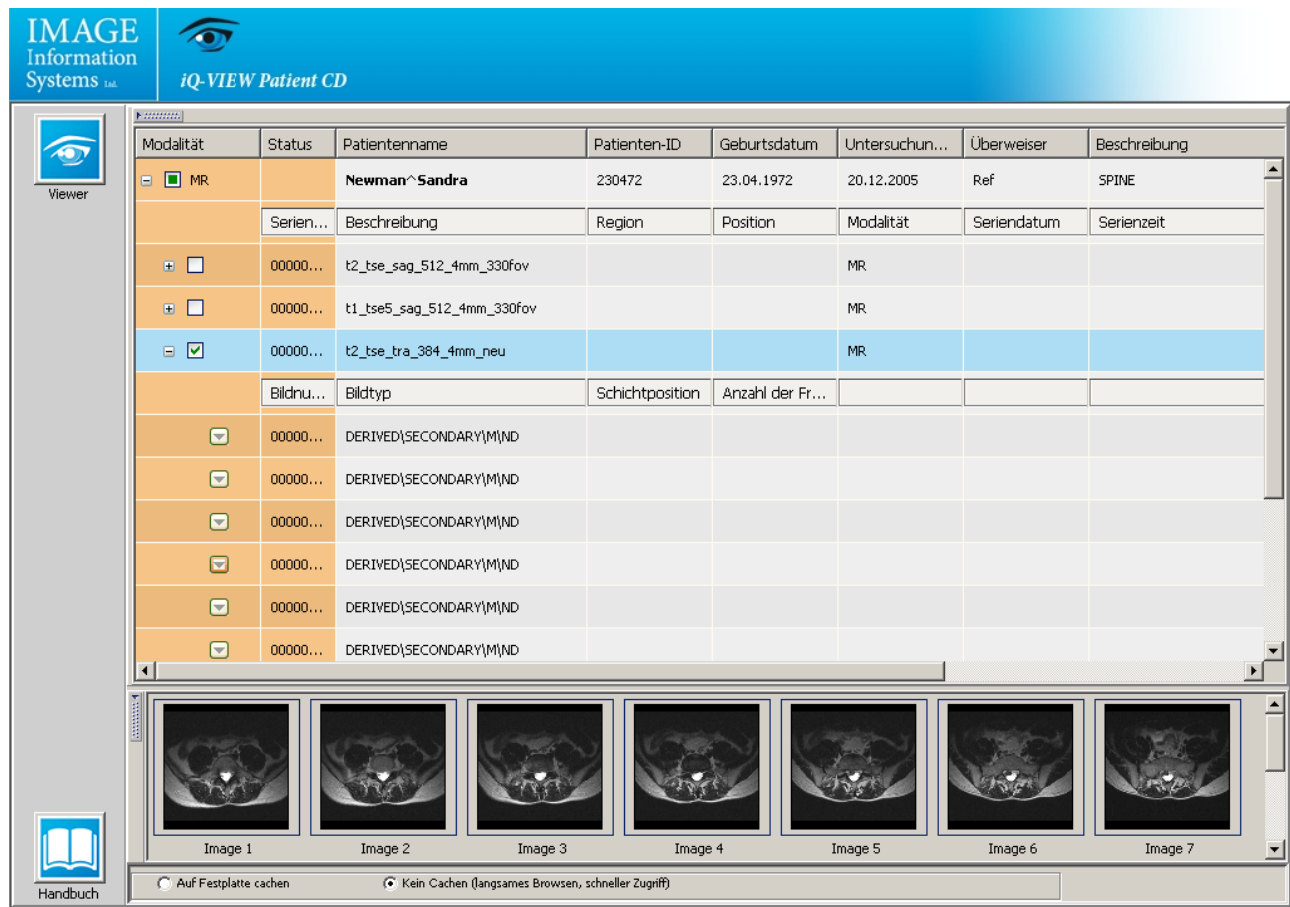 IMAGE
Information
Systems Ltd.
iQ-VIEW Patient CD
Viewer
Modalität Status Patientenname Patienten-ID Geburtsdatum Untersuchun... Überweiser Beschreibung
MR Newman^Sandra 230472 23.04.1972 20.12.2005 Ref SPINE
Serien... Beschreibung Region Position Modalität Seriendatum Serienzeit
00000... t2_tse_sag_512_4mm_330fov MR
00000... t1_tse5_sag_512_4mm_330fov MR
00000... t2_tse_tra_384_4mm_neu MR
Bildnu... Bildtyp Schichtposition Anzahl der Fr...
00000... DERIVED\SECONDARY\M\ND
00000... DERIVED\SECONDARY\M\ND
00000... DERIVED\SECONDARY\M\ND
00000... DERIVED\SECONDARY\M\ND
00000... DERIVED\SECONDARY\M\ND
00000... DERIVED\SECONDARY\M\ND
Image 1 Image 2 Image 3 Image 4 Image 5 Image 6 Image 7
Handbuch
Auf Festplatte cachen Kein Cachen (langsames Browsen, schneller Zugriff)